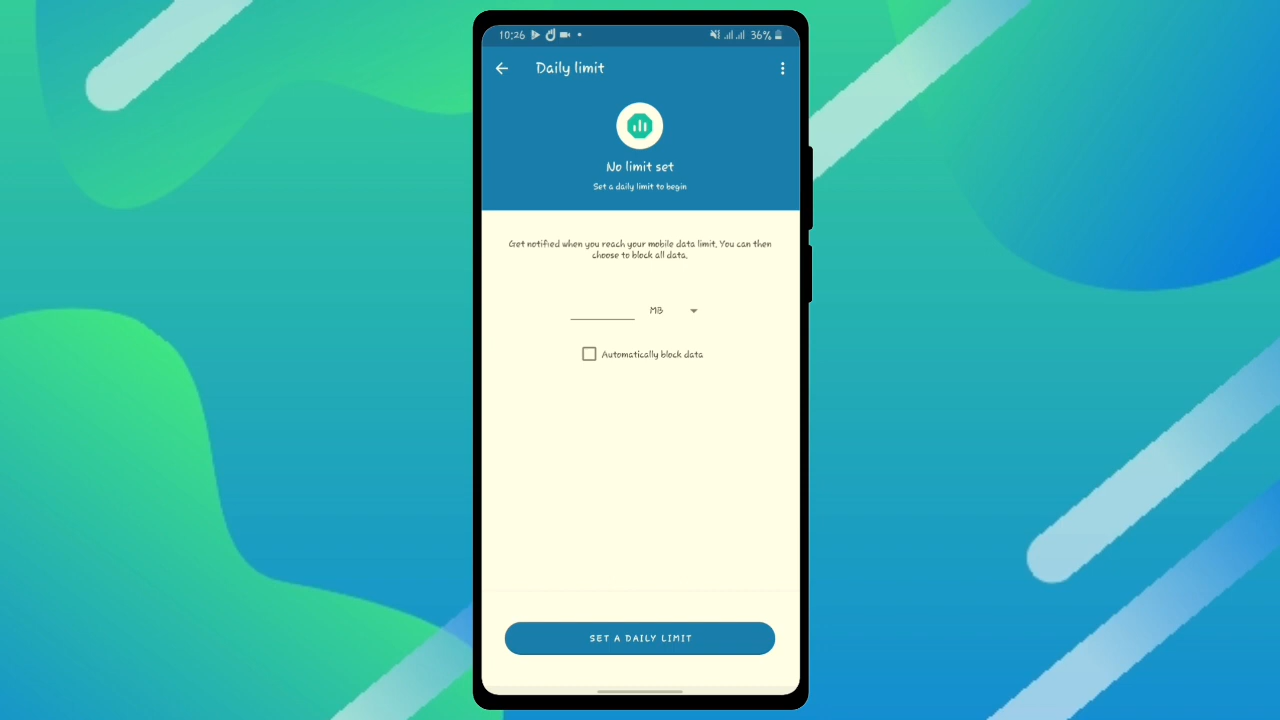 10:26
36%
Daily limit
No limit set
Set a daily limit to begin
Get notified when you reach your mobile data limit. You can then
choose to block all data.
MB
Automatically block data
SET A DAILY LIMIT